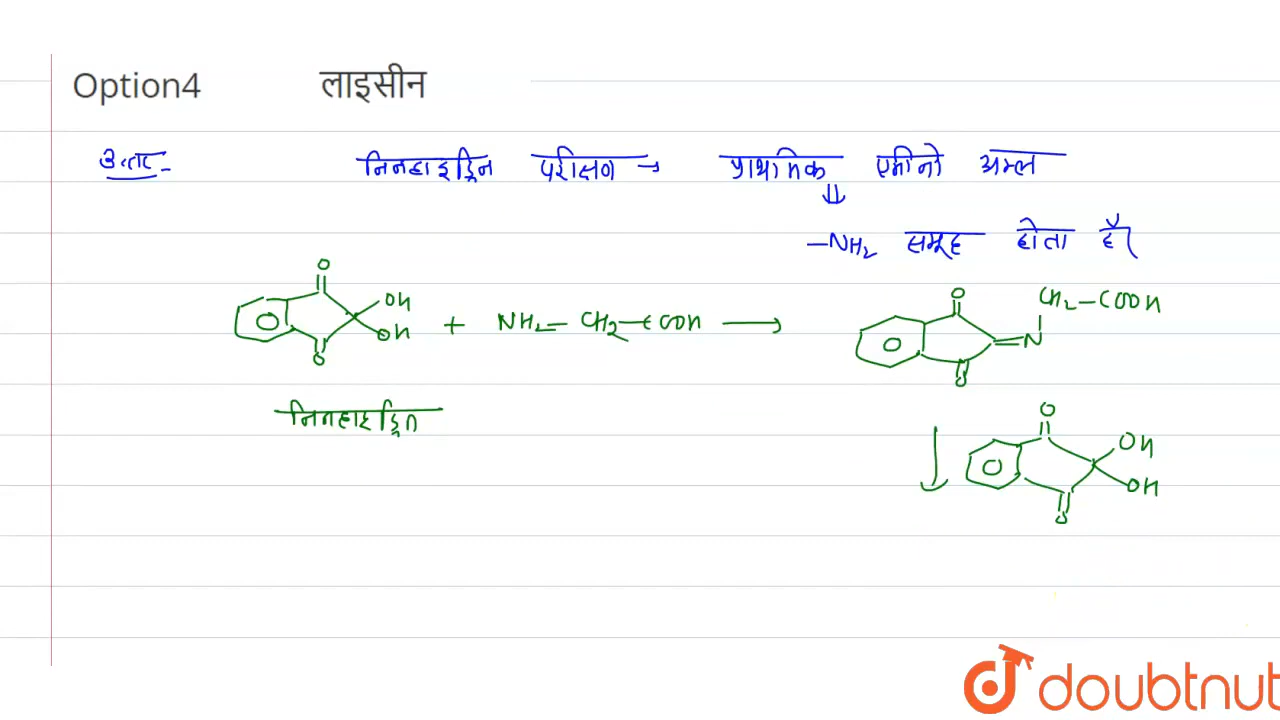 Option4 लाइसीन
उत्तर - निनहाइड्रिन परीक्षण → प्राथमिक एमीनो अम्ल
⇓
—NH₂ समूह होता है।
O
OH
OH
O
+ NH₂— CH₂—COOH →
O
CH₂—COOH
N
O
निनहाइड्रिन
↓
O
OH
OH
O
doubtnut